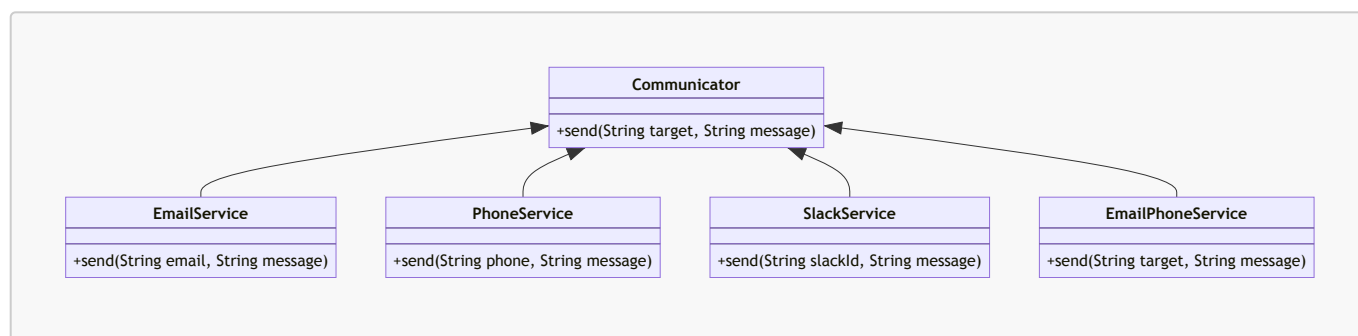 Communicator
+send(String target, String message)
EmailService
+send(String email, String message)
PhoneService
+send(String phone, String message)
SlackService
+send(String slackId, String message)
EmailPhoneService
+send(String target, String message)